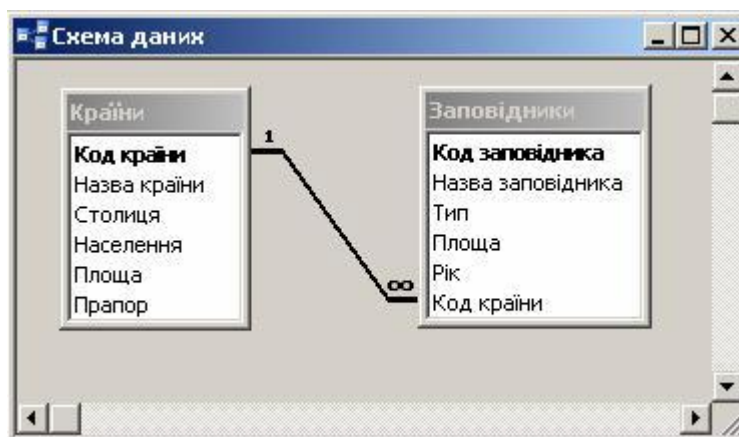 Схема даних
Країни
Код країни
Назва країни
Столиця
Населення
Площа
Прапор
1
∞
Заповідники
Код заповідника
Назва заповідника
Тип
Площа
Рік
Код країни